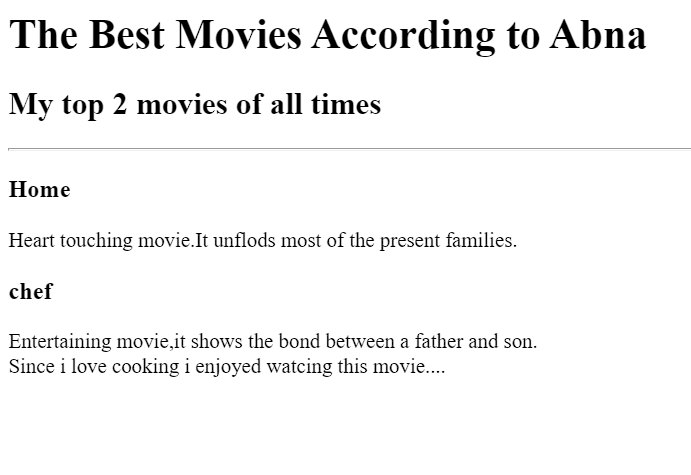 The Best Movies According to Abna
My top 2 movies of all times
Home
Heart touching movie.It unflods most of the present families.
chef
Entertaining movie,it shows the bond between a father and son.
Since i love cooking i enjoyed watcing this movie....